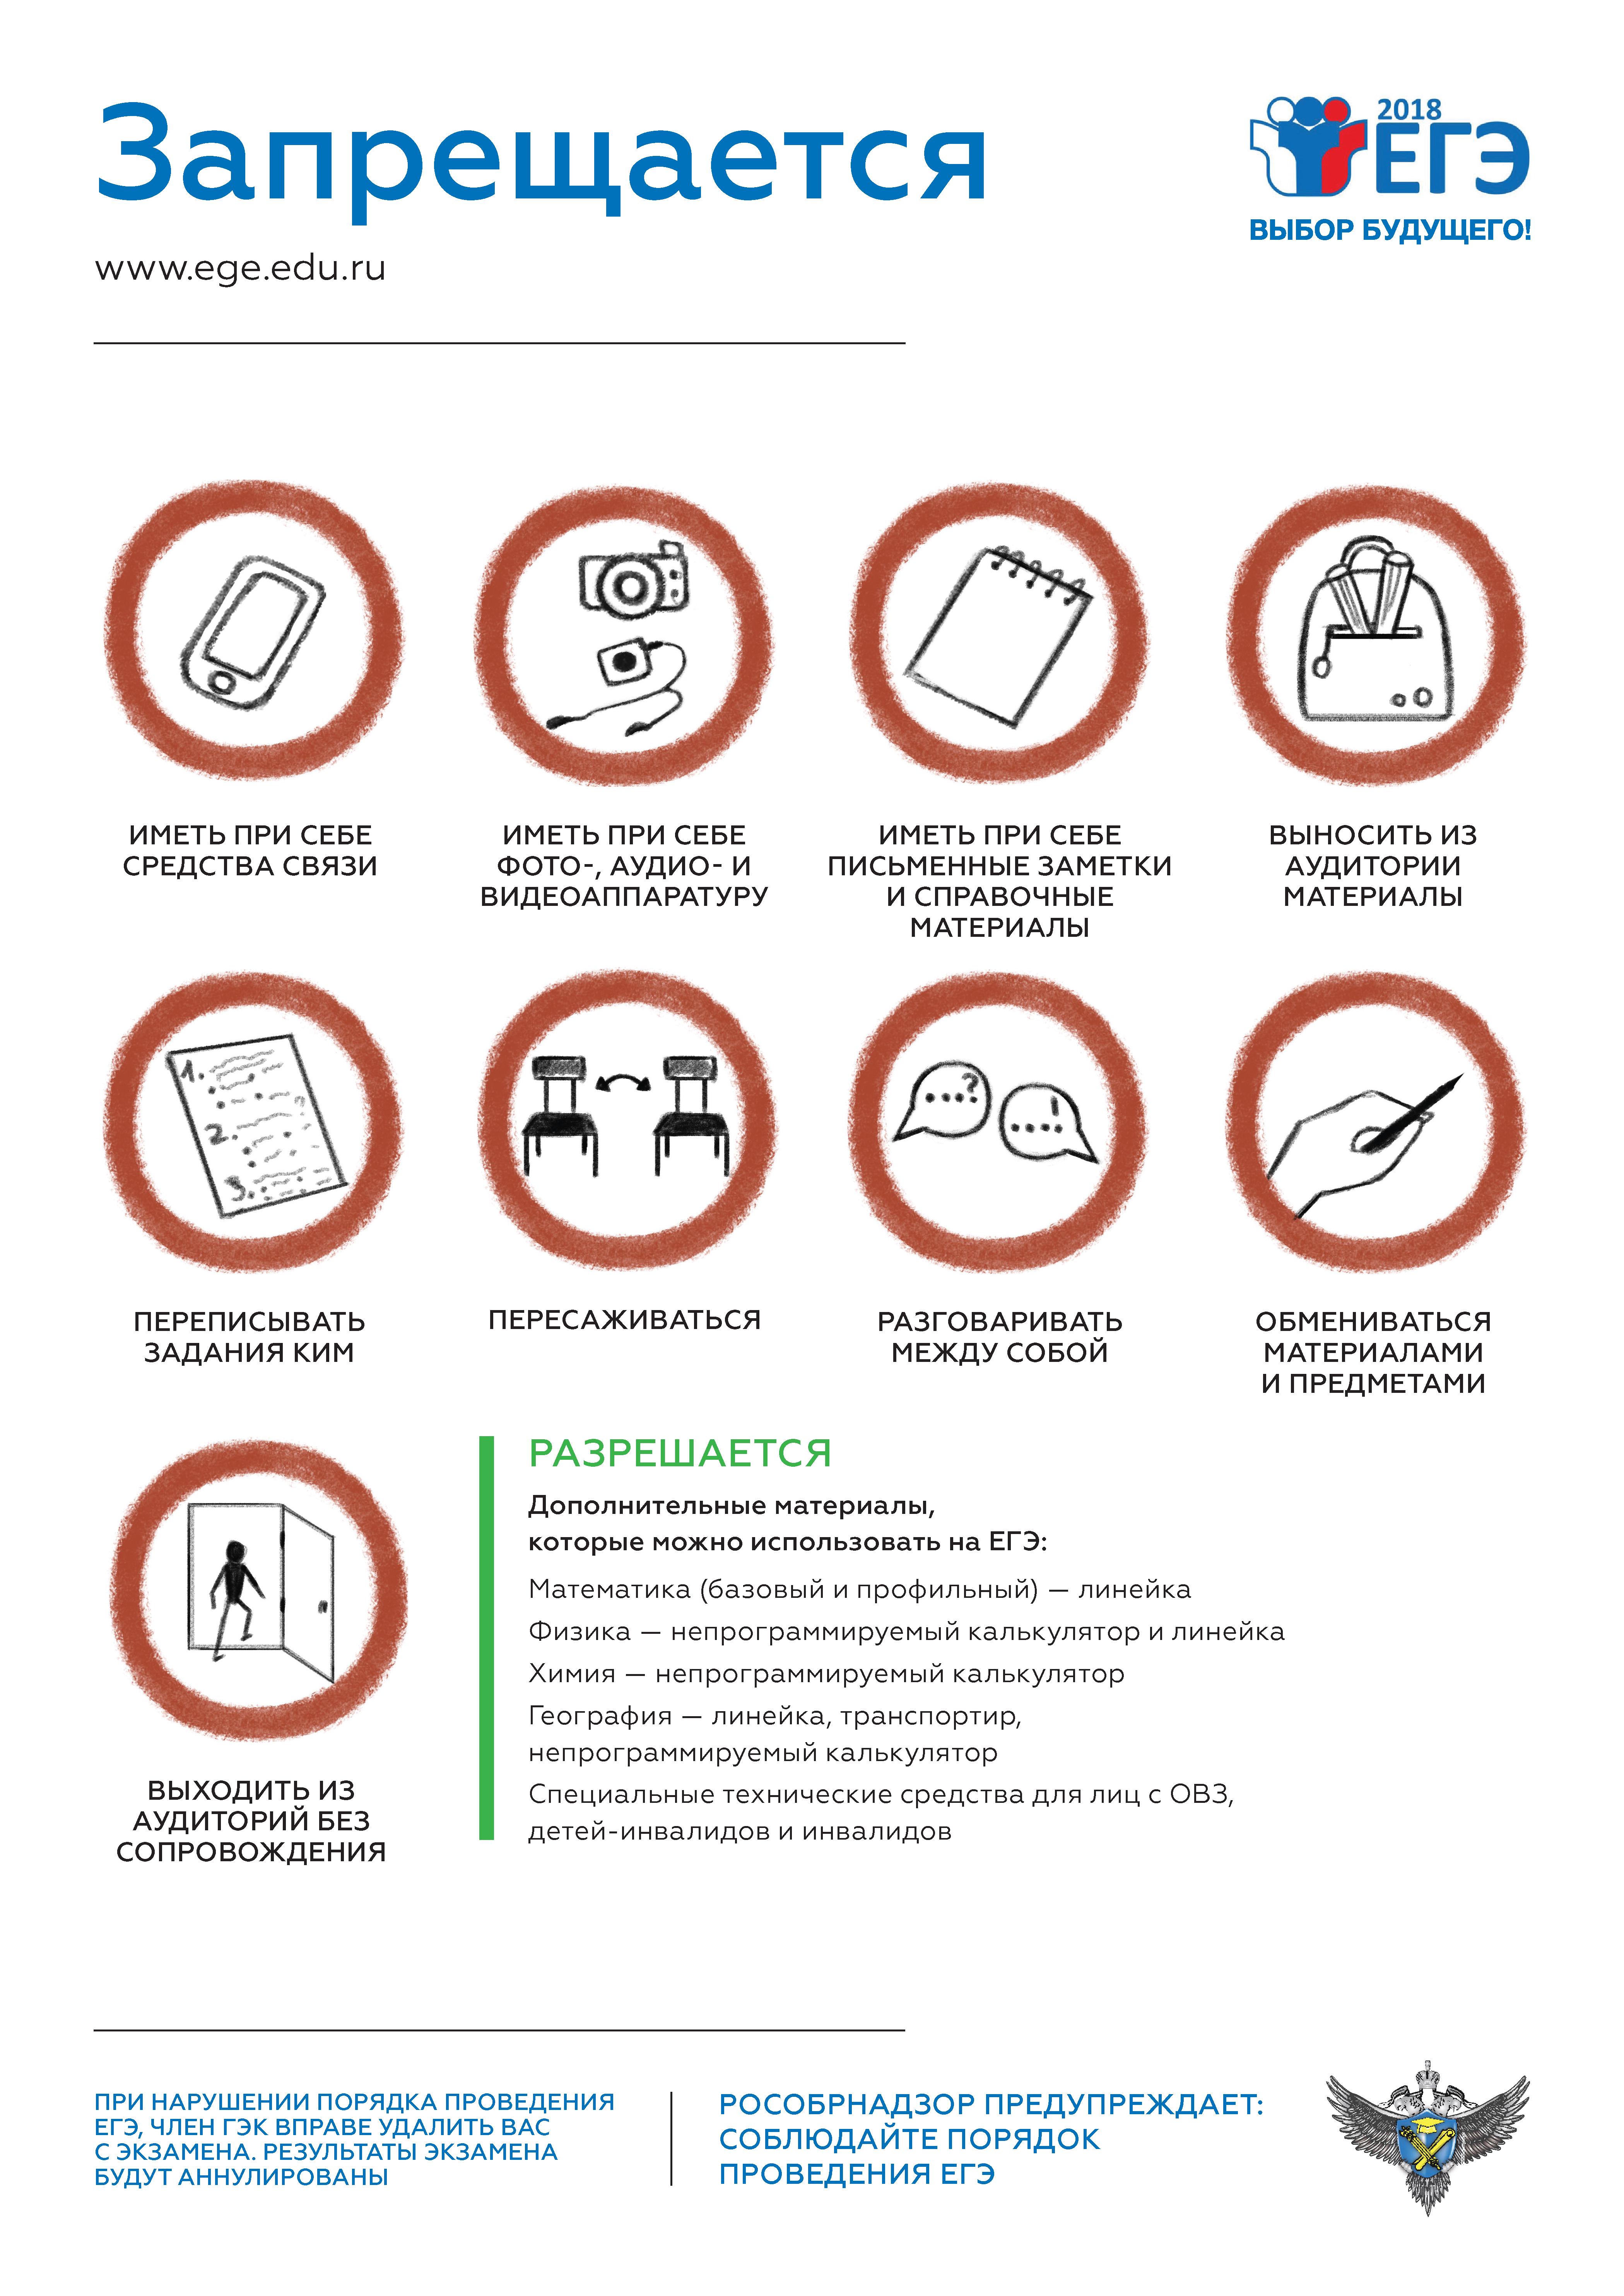 Запрещается
www.ege.edu.ru
2018
ЕГЭ
ВЫБОР БУДУЩЕГО!
ИМЕТЬ ПРИ СЕБЕ
СРЕДСТВА СВЯЗИ
ИМЕТЬ ПРИ СЕБЕ
ФОТО-, АУДИО- И
ВИДЕОАППАРАТУРУ
ИМЕТЬ ПРИ СЕБЕ
ПИСЬМЕННЫЕ ЗАМЕТКИ
И СПРАВОЧНЫЕ
МАТЕРИАЛЫ
ВЫНОСИТЬ ИЗ
АУДИТОРИИ
МАТЕРИАЛЫ
1.
2.
3.
ПЕРЕПИСЫВАТЬ
ЗАДАНИЯ КИМ
ПЕРЕСАЖИВАТЬСЯ
....?
....!
РАЗГОВАРИВАТЬ
МЕЖДУ СОБОЙ
ОБМЕНИВАТЬСЯ
МАТЕРИАЛАМИ
И ПРЕДМЕТАМИ
ВЫХОДИТЬ ИЗ
АУДИТОРИЙ БЕЗ
СОПРОВОЖДЕНИЯ
РАЗРЕШАЕТСЯ
Дополнительные материалы,
которые можно использовать на ЕГЭ:
Математика (базовый и профильный) — линейка
Физика — непрограммируемый калькулятор и линейка
Химия — непрограммируемый калькулятор
География — линейка, транспортир,
непрограммируемый калькулятор
Специальные технические средства для лиц с ОВЗ,
детей-инвалидов и инвалидов
ПРИ НАРУШЕНИИ ПОРЯДКА ПРОВЕДЕНИЯ
ЕГЭ, ЧЛЕН ГЭК ВПРАВЕ УДАЛИТЬ ВАС
С ЭКЗАМЕНА. РЕЗУЛЬТАТЫ ЭКЗАМЕНА
БУДУТ АННУЛИРОВАНЫ
РОСОБРНАДЗОР ПРЕДУПРЕЖДАЕТ:
СОБЛЮДАЙТЕ ПОРЯДОК
ПРОВЕДЕНИЯ ЕГЭ